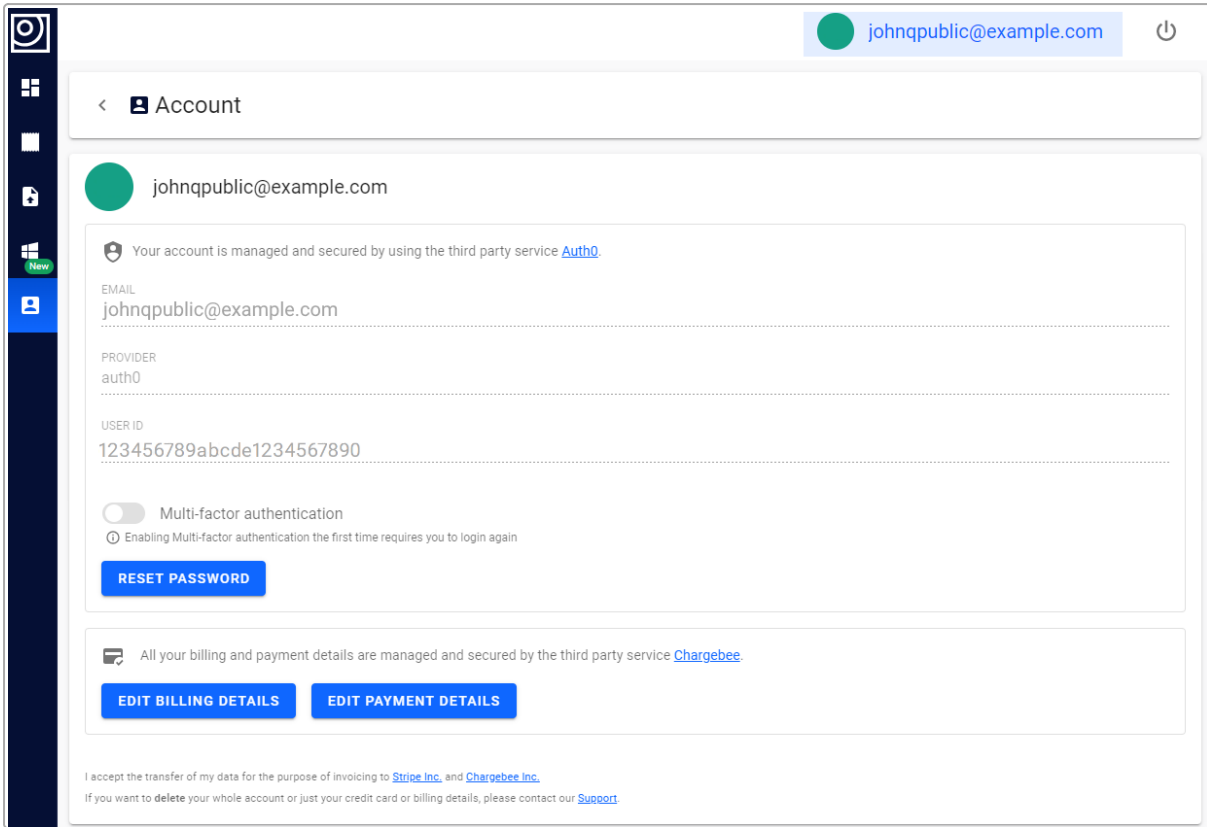 johnqpublic@example.com
Account
New
johnqpublic@example.com
Your account is managed and secured by using the third party service Auth0.
EMAIL
johnqpublic@example.com
PROVIDER
auth0
USER ID
123456789abcde1234567890
Multi-factor authentication
Enabling Multi-factor authentication the first time requires you to login again
RESET PASSWORD
All your billing and payment details are managed and secured by the third party service Chargebee.
EDIT BILLING DETAILS EDIT PAYMENT DETAILS
I accept the transfer of my data for the purpose of invoicing to Stripe Inc. and Chargebee Inc.
If you want to delete your whole account or just your credit card or billing details, please contact our Support.